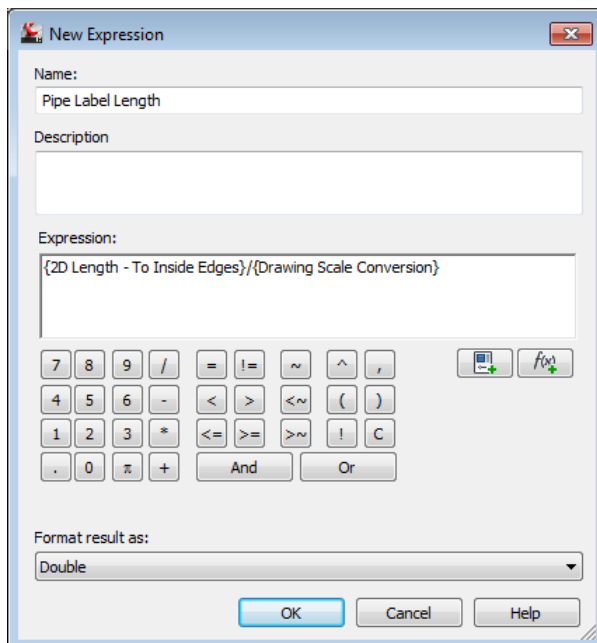 New Expression
Name:
Pipe Label Length
Description
Expression:
{2D Length - To Inside Edges}/{Drawing Scale Conversion}
7 8 9 / = != ~ ^ ,
4 5 6 - < > <~ ( )
1 2 3 * <= >= >~ ! C
. 0 π + And Or
f(x)
Format result as:
Double
OK Cancel Help